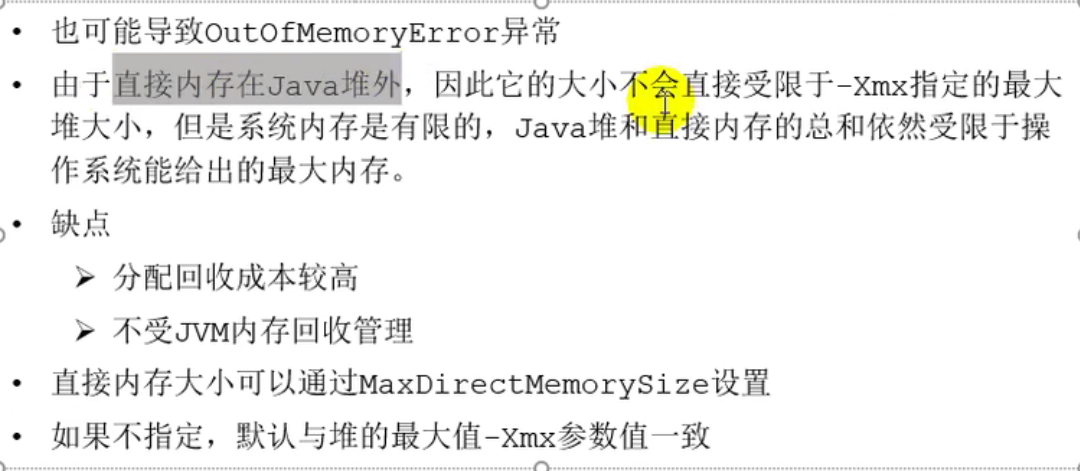 • 也可能导致OutOfMemoryError异常
• 由于直接内存在Java堆外，因此它的大小不会直接受限于-Xmx指定的最大
堆大小，但是系统内存是有限的，Java堆和直接内存的总和依然受限于操
作系统能给出的最大内存。
• 缺点
➢ 分配回收成本较高
➢ 不受JVM内存回收管理
• 直接内存大小可以通过MaxDirectMemorySize设置
• 如果不指定，默认与堆的最大值-Xmx参数值一致